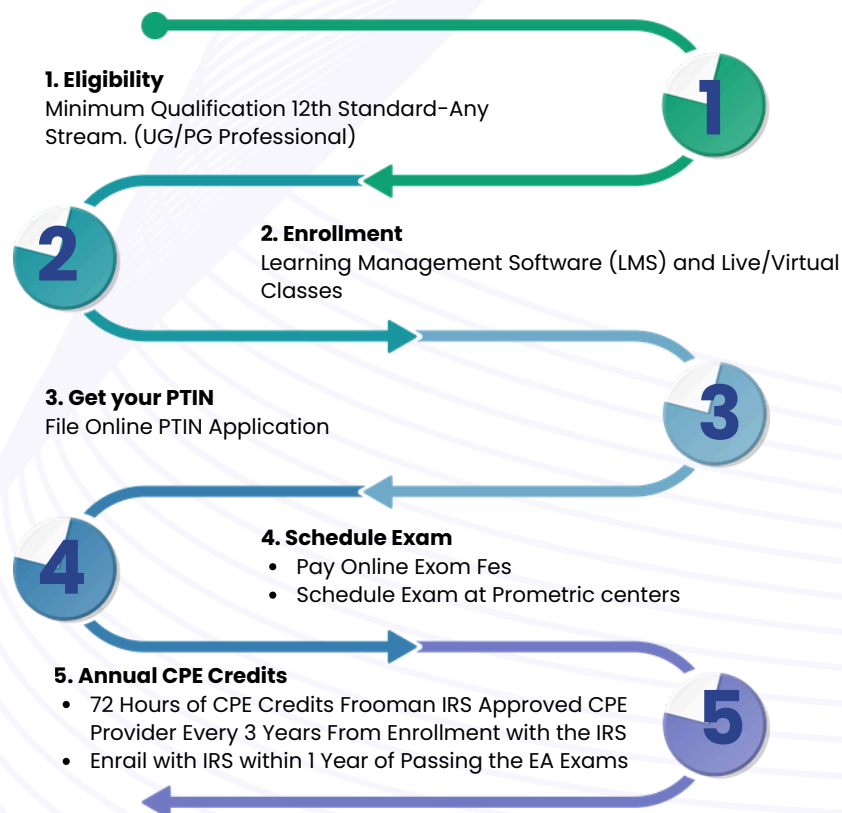 1
1. Eligibility
Minimum Qualification 12th Standard-Any
Stream. (UG/PG Professional)
2
2. Enrollment
Learning Management Software (LMS) and Live/Virtual
Classes
3
3. Get your PTIN
File Online PTIN Application
4
4. Schedule Exam
• Pay Online Exom Fes
• Schedule Exam at Prometric centers
5. Annual CPE Credits
• 72 Hours of CPE Credits Frooman IRS Approved CPE
Provider Every 3 Years From Enrollment with the IRS
• Enrail with IRS within 1 Year of Passing the EA Exams
5